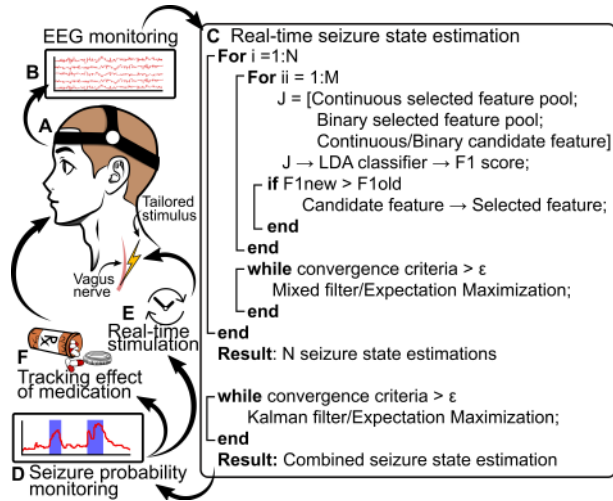 EEG monitoring
B
A
Tailored
stimulus
Vagus
nerve
E
Real-time
stimulation
Rx
F
Tracking effect
of medication
D Seizure probability
monitoring
C Real-time seizure state estimation
For i =1:N
For ii = 1:M
J = [Continuous selected feature pool;
Binary selected feature pool;
Continuous/Binary candidate feature]
J → LDA classifier → F1 score;
if F1new > F1old
Candidate feature → Selected feature;
end
end
while convergence criteria > ε
Mixed filter/Expectation Maximization;
end
end
Result: N seizure state estimations
while convergence criteria > ε
Kalman filter/Expectation Maximization;
end
Result: Combined seizure state estimation